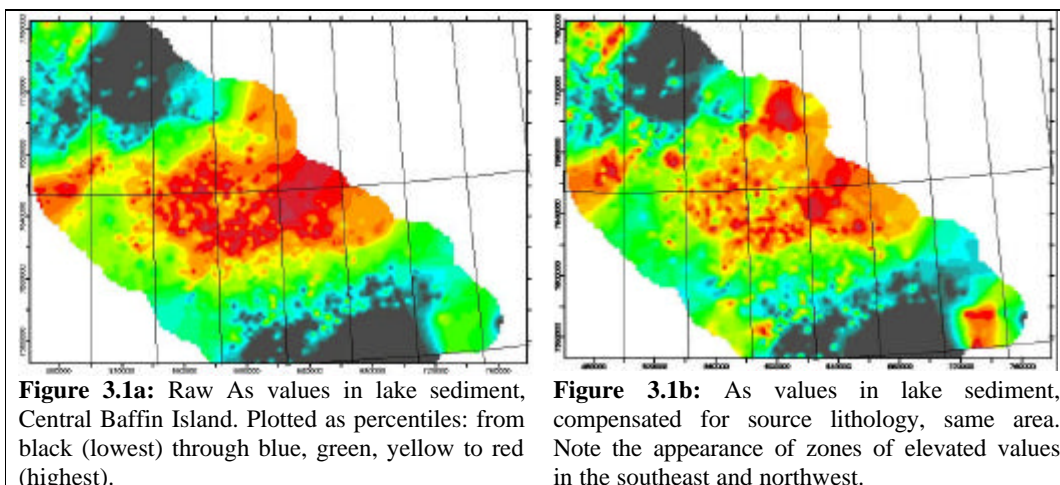 Figure 3.1a: Raw As values in lake sediment,
Central Baffin Island. Plotted as percentiles: from
black (lowest) through blue, green, yellow to red
(highest).
Figure 3.1b: As values in lake sediment,
compensated for source lithology, same area.
Note the appearance of zones of elevated values
in the southeast and northwest.